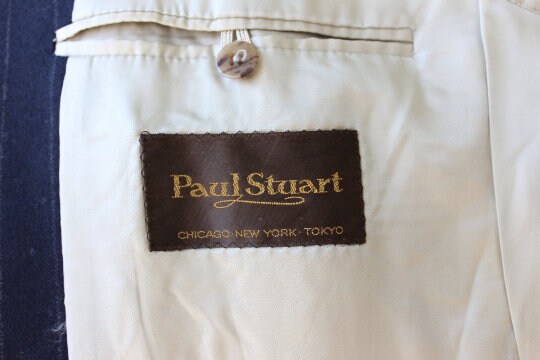 Paul Stuart
CHICAGO · NEW YORK · TOKYO